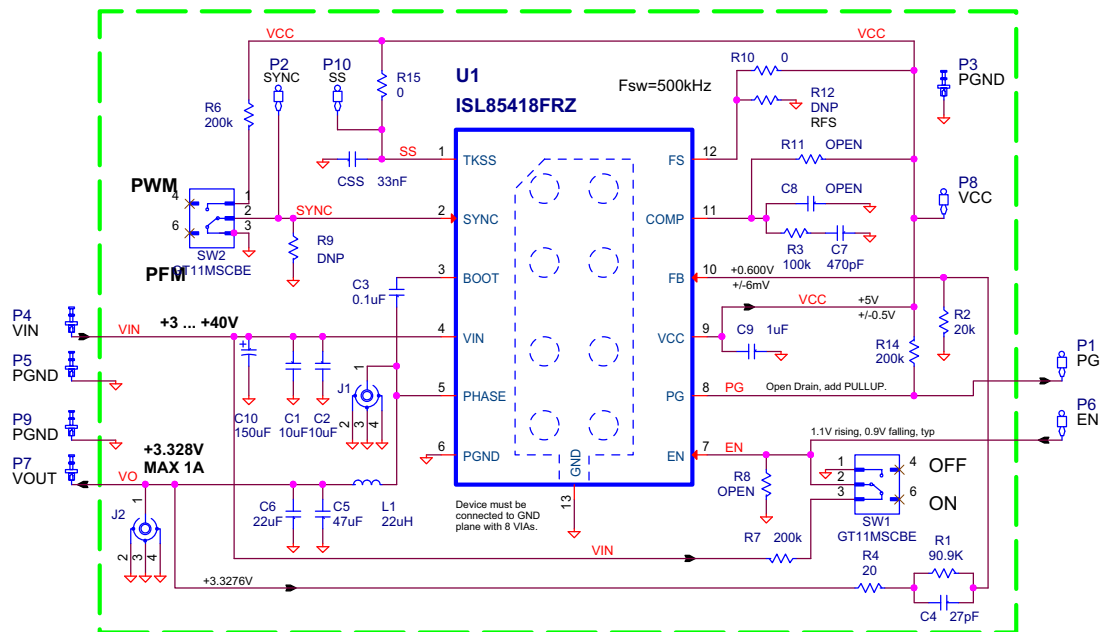 VCC
VCC
P2
SYNC
P10
SS
R15
0
U1
ISL85418FRZ
Fsw=500kHz
R10
0
R12
DNP
RFS
P3
PGND
R6
200k
SS
CSS
33nF
1
TKSS
FS
12
R11
OPEN
C8
OPEN
P8
VCC
PWM
4
6
1
2
3
SYNC
2
SYNC
COMP
11
R3
100k
C7
470pF
SW2
GT11MSCBE
R9
DNP
PFM
3
BOOT
FB
10
+0.600V
+/-6mV
C3
0.1uF
VCC
+5V
+/-0.5V
R2
20k
P4
VIN
VIN
+3 ... +40V
4
VIN
VCC
9
C9
1uF
R14
200k
P5
PGND
C10
150uF
C1
10uF
C2
10uF
J1
1
2
3
4
5
PHASE
PG
8
PG
Open Drain, add PULLUP.
P1
PG
P9
PGND
P6
EN
+3.328V
MAX 1A
6
PGND
EN
7
EN
1.1V rising, 0.9V falling, typ
P7
VOUT
VO
GND
13
R8
OPEN
1
2
3
4
6
OFF
ON
SW1
GT11MSCBE
J2
1
2
3
4
C6
22uF
C5
47uF
L1
22uH
Device must be
connected to GND
plane with 8 VIAs.
VIN
R7
200k
R4
20
R1
90.9K
C4
27pF
+3.3276V